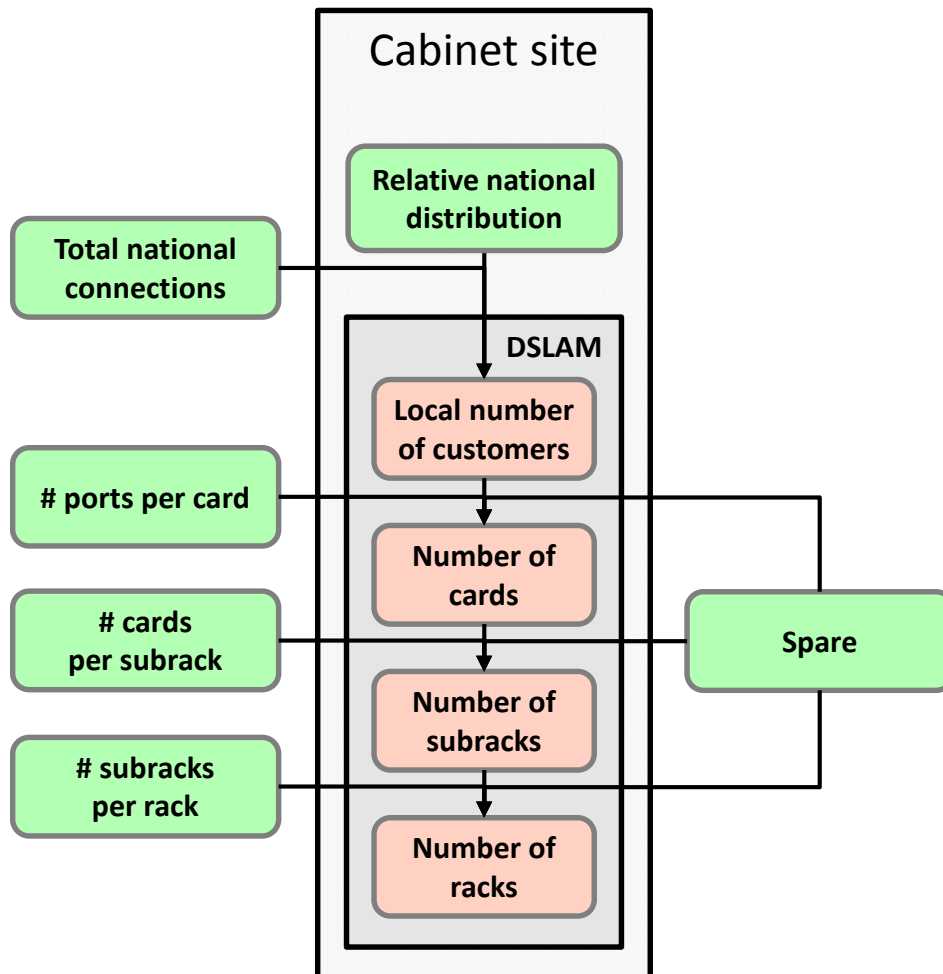 Cabinet site
Relative national
distribution
Total national
connections
DSLAM
Local number
of customers
# ports per card
Number of
cards
# cards
per subrack
Spare
Number of
subracks
# subracks
per rack
Number of
racks